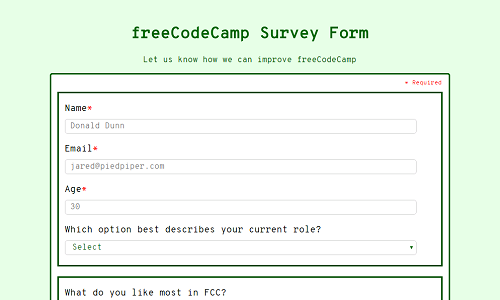 freeCodeCamp Survey Form
Let us know how we can improve freeCodeCamp
* Required
Name*
Donald Dunn
Email*
jared@piedpiper.com
Age*
30
Which option best describes your current role?
Select
What do you like most in FCC?